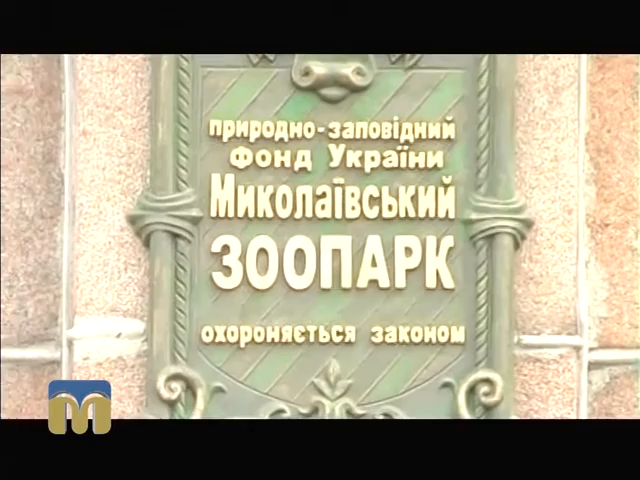 природно-заповідний
Фонд України
Миколаївський
ЗООПАРК
охороняється законом